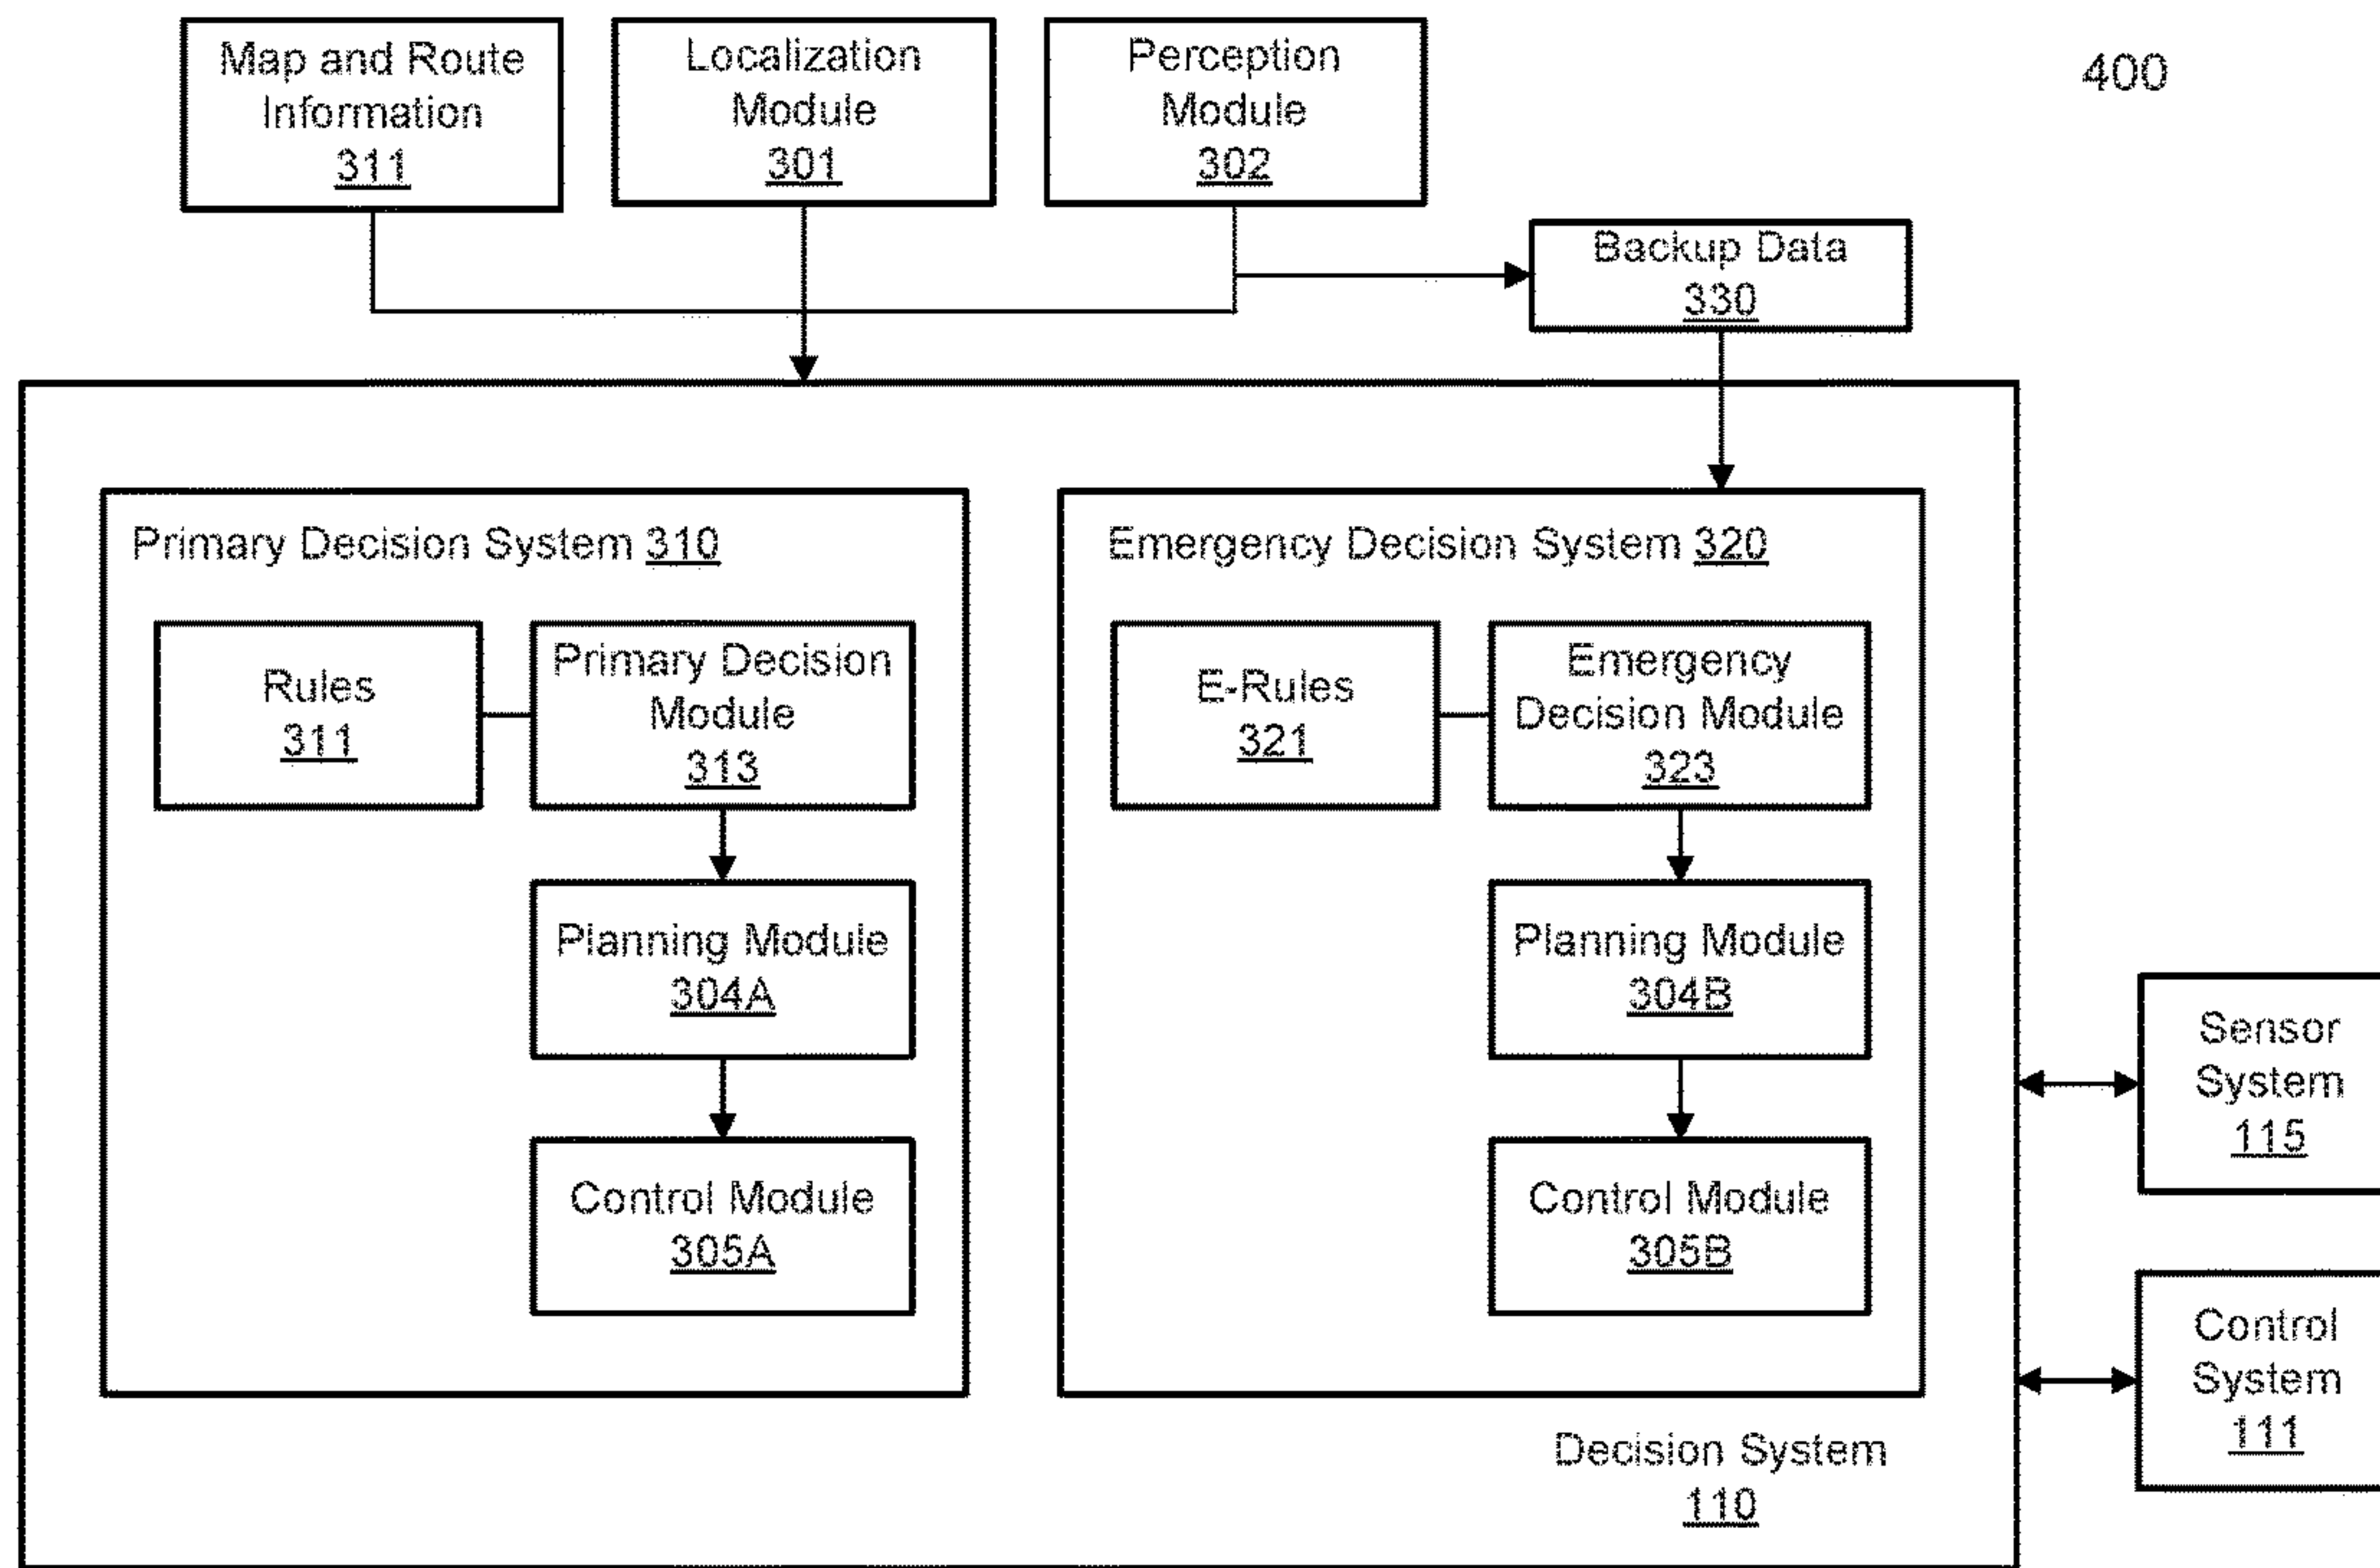 Map and Route
Information
311
Localization
Module
301
Perception
Module
302
400
Backup Data
330
Primary Decision System 310
Rules
311
Primary Decision
Module
313
Planning Module
304A
Control Module
305A
Emergency Decision System 320
E-Rules
321
Emergency
Decision Module
323
Planning Module
304B
Control Module
305B
Sensor
System
115
Control
System
111
Decision System
110